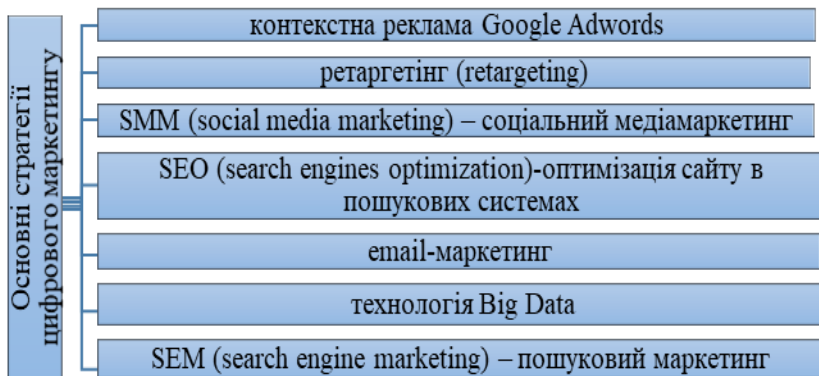 Основні стратегії
цифрового маркетингу
контекстна реклама Google Adwords
ретаргетінг (retargeting)
SMM (social media marketing) – соціальний медіамаркетинг
SEO (search engines optimization)-оптимізація сайту в
пошукових системах
email-маркетинг
технологія Big Data
SEM (search engine marketing) – пошуковий маркетинг